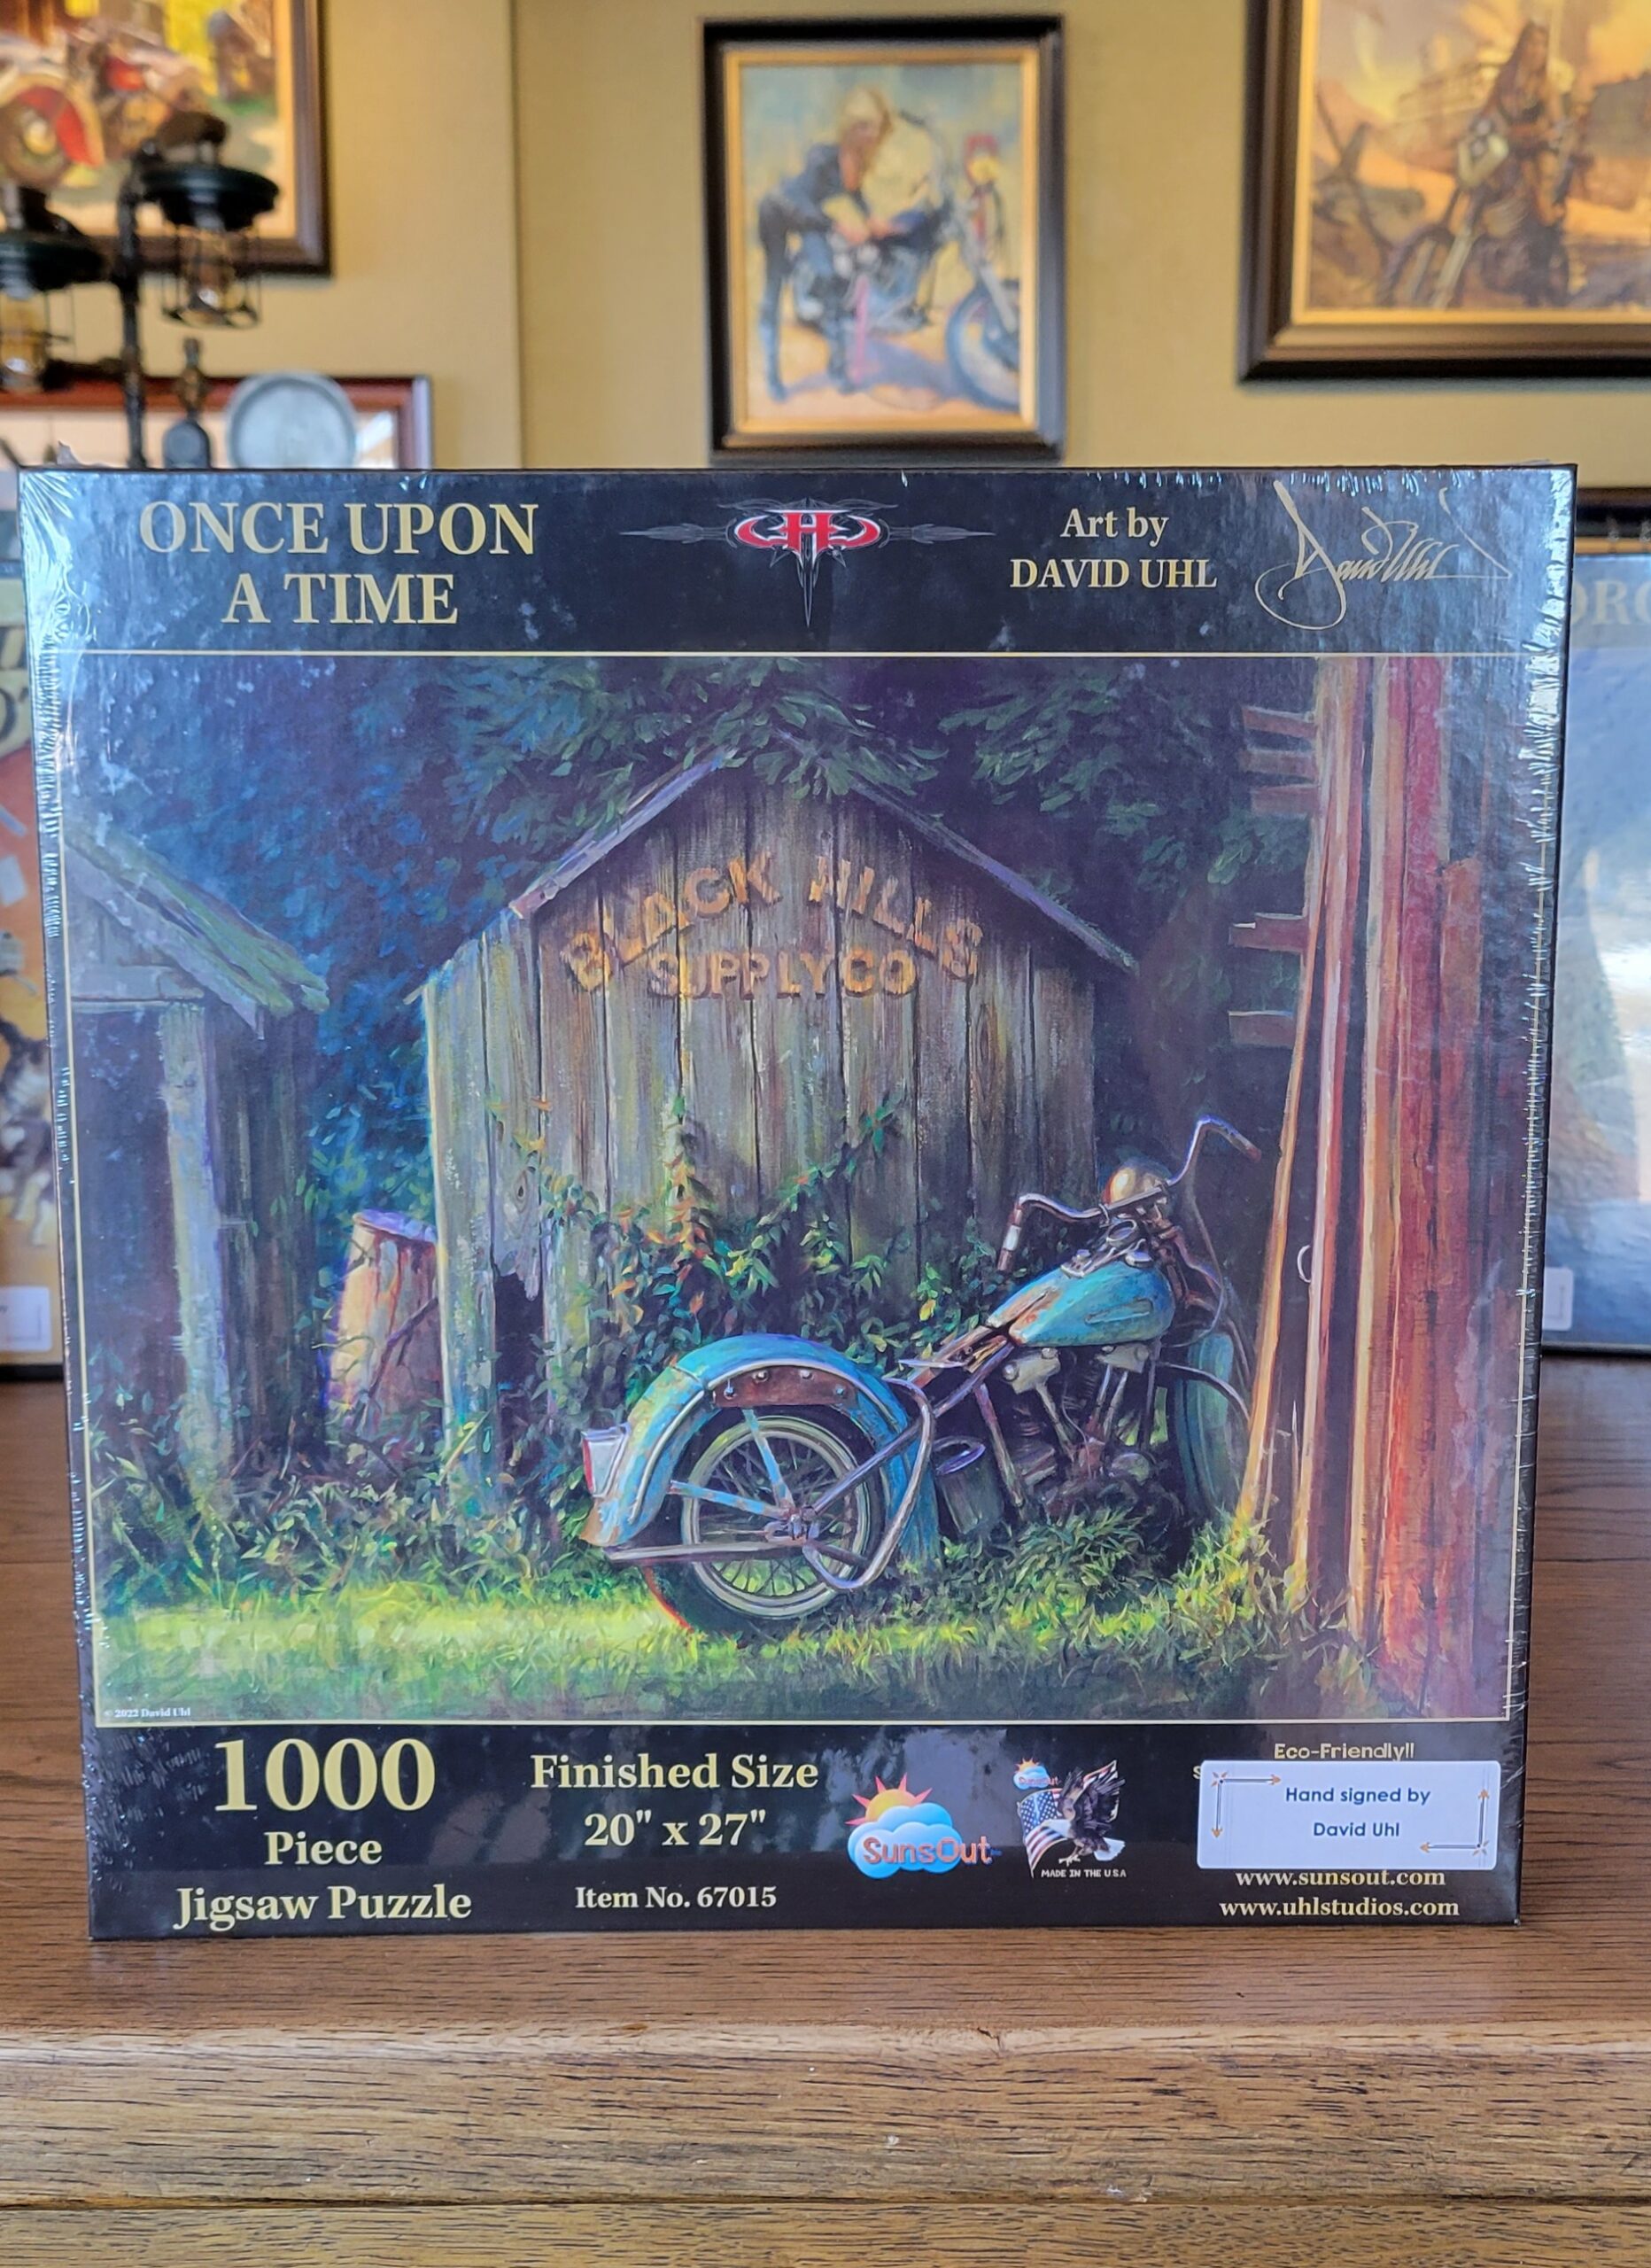 ONCE UPON
A TIME
Art by
DAVID UHL
David Uhl
BLACK HILLS
SUPPLY CO
© 2022 David Uhl
1000
Piece
Jigsaw Puzzle
Finished Size
20" x 27"
Item No. 67015
SunsOut
MADE IN THE U.S.A
Eco-Friendly!!
Hand signed by
David Uhl
www.sunsout.com
www.uhlstudios.com